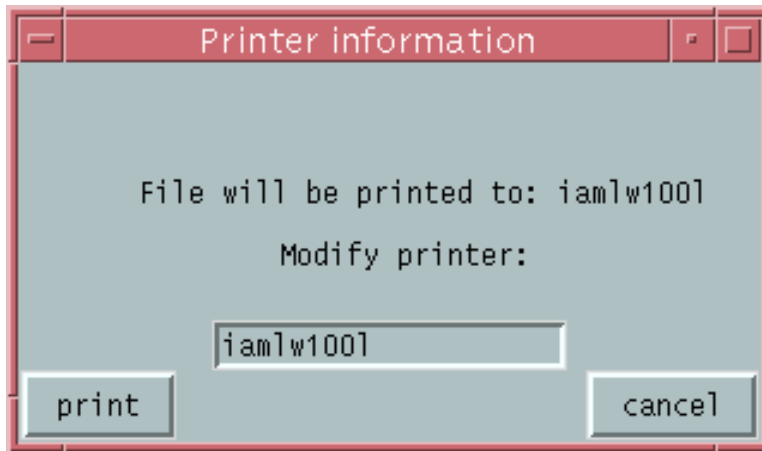 Printer information
File will be printed to: iamlw100l
Modify printer:
iamlw100l
print
cancel